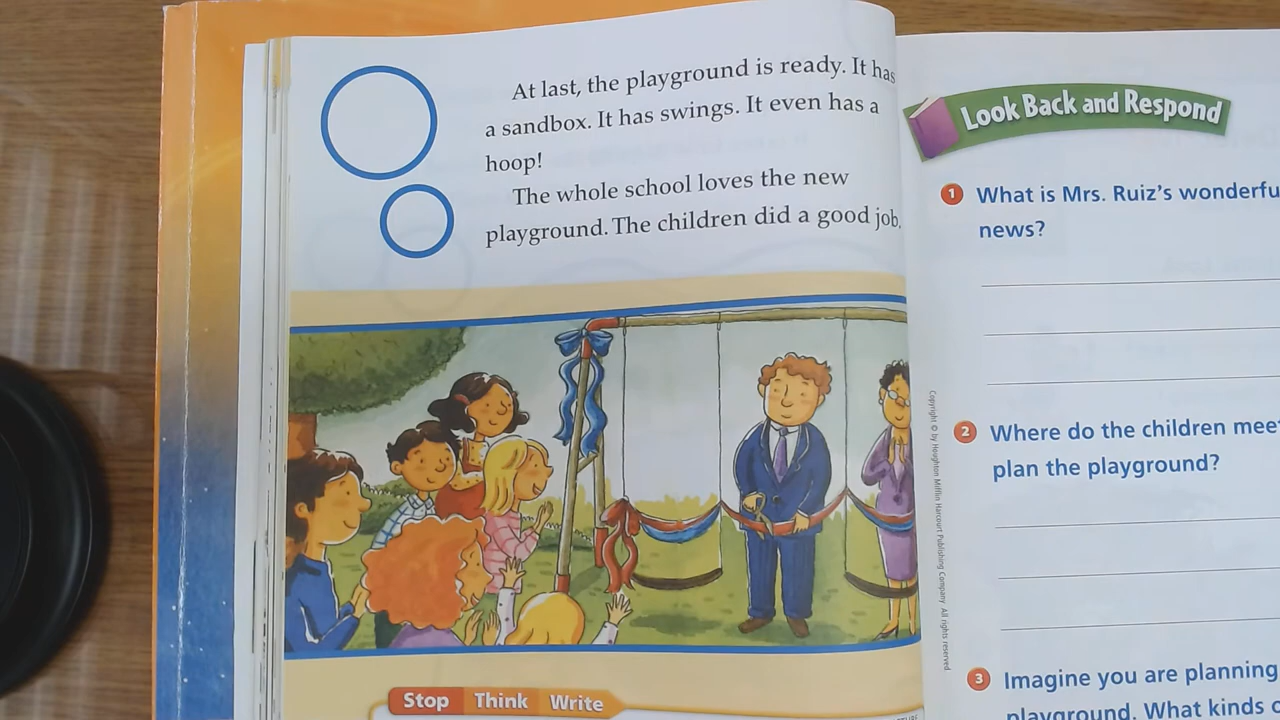 At last, the playground is ready. It has
a sandbox. It has swings. It even has a
hoop!
The whole school loves the new
playground. The children did a good job.
Stop Think Write
Look Back and Respond
1 What is Mrs. Ruiz's
news?
2 Where do the children
plan the playground?
3 Imagine you are planning
playground. What kinds
Copyright © by Houghton Mifflin Harcourt Publishing Company All rights reserved